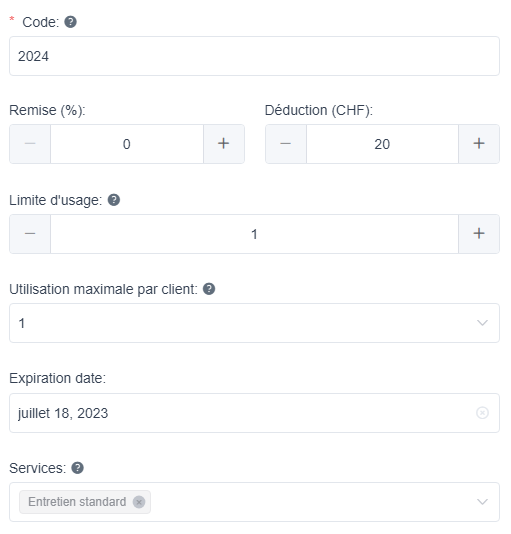 * Code: ?
2024
Remise (%): Déduction (CHF):
− 0 + − 20 +
Limite d'usage: ?
− 1 +
Utilisation maximale par client: ?
1
Expiration date:
juillet 18, 2023
Services: ?
Entretien standard